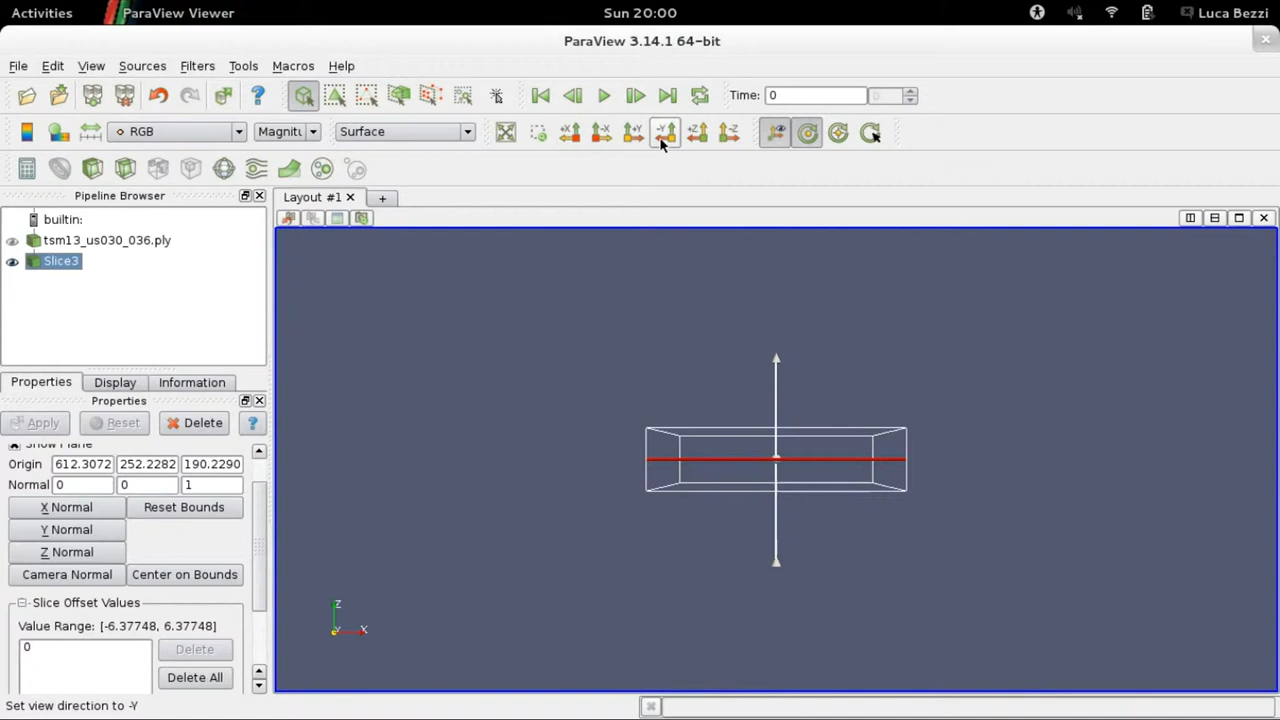 Activities ParaView Viewer Sun 20:00 Luca Bezzi
ParaView 3.14.1 64-bit
File Edit View Sources Filters Tools Macros Help
Time: 0 0
RGB Magnitu Surface +X -X +Y -Y +Z -Z
Pipeline Browser Layout #1
builtin:
tsm13_us030_036.ply
Slice3
Properties Display Information
Properties
Apply Reset Delete ?
Show Plane
Origin 612.3072 252.2282 190.2290
Normal 0 0 1
X Normal Reset Bounds
Y Normal
Z Normal
Camera Normal Center on Bounds
Slice Offset Values
Value Range: [-6.37748, 6.37748]
0 Delete
Delete All
Z
Y X
Set view direction to -Y